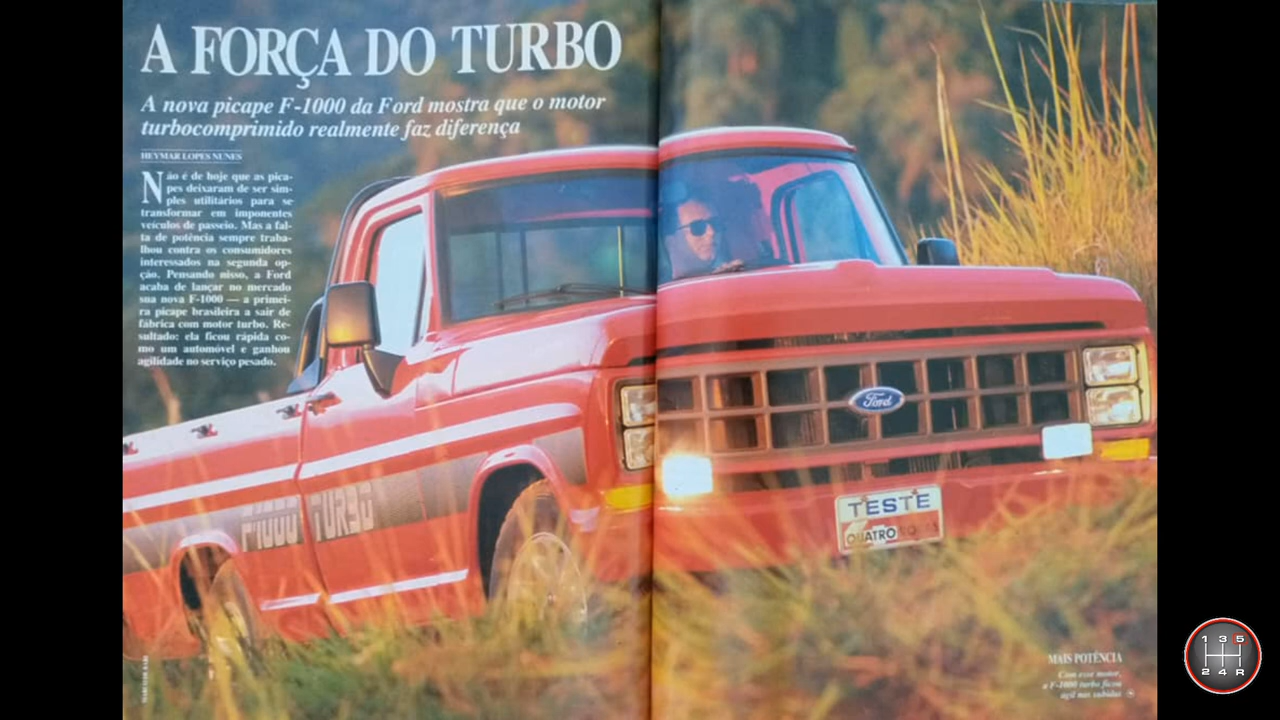 A FORÇA DO TURBO
A nova picape F-1000 da Ford mostra que o motor
turbocomprimido realmente faz diferença
HEYMAR LOPES NUNES
Não é de hoje que as pica-
pes deixaram de ser sim-
ples utilitários para se
transformar em imponentes
veículos de passeio. Mas a fal-
ta de potência sempre traba-
lhou contra os consumidores
interessados na segunda op-
ção. Pensando nisso, a Ford
acaba de lançar no mercado
sua nova F-1000 — a primei-
ra picape brasileira a sair de
fábrica com motor turbo. Re-
sultado: ela ficou rápida co-
mo um automóvel e ganhou
agilidade no serviço pesado.
Ford
TESTE
QUATRO RODAS
F1000 TURBO
MAIS POTÊNCIA
Com esse motor,
a F-1000 turbo ficou
ágil nas subidas
1 3 5
2 4 R